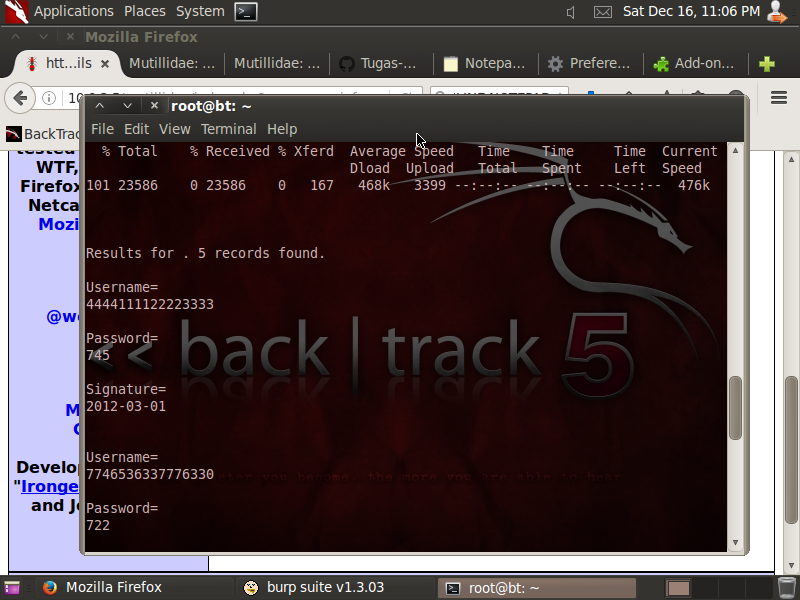 Applications Places System Sat Dec 16, 11:06 PM
Mozilla Firefox
htt...ils Mutillidae: ... Mutillidae: ... Tugas-... Notepa... Prefere... Add-on...
BackTrac
root@bt: ~
File Edit View Terminal Help
% Total % Received % Xferd Average Speed Time Time Time Current
Dload Upload Total Spent Left Speed
101 23586 0 23586 0 167 468k 3399 --:--:-- --:--:-- --:--:-- 476k
Results for . 5 records found.
Username=
4444111122223333
Password=
745
Signature=
2012-03-01
Username=
7746536337776330
Password=
722
<< back | track 5
tested
WTF,
Firefox
Netca
Mozi
@we
Develop
"Ironge
and Je
Mozilla Firefox burp suite v1.3.03 root@bt: ~